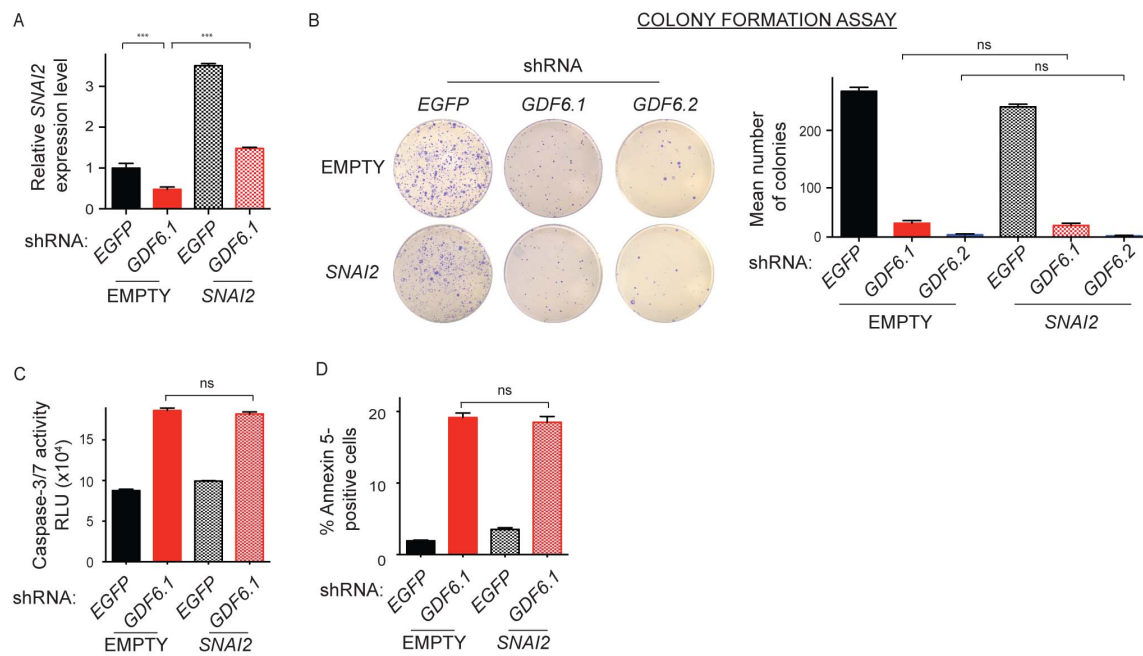 A
Relative SNAI2
expression level
***
***
3
2
1
0
shRNA:
EGFP
GDF6.1
EGFP
GDF6.1
EMPTY
SNAI2
B
COLONY FORMATION ASSAY
shRNA
EGFP
GDF6.1
GDF6.2
EMPTY
SNAI2
Mean number
of colonies
ns
ns
200
100
0
shRNA:
EGFP
GDF6.1
GDF6.2
EGFP
GDF6.1
GDF6.2
EMPTY
SNAI2
C
Caspase-3/7 activity
RLU (x10⁴)
ns
15
10
10
0
shRNA:
EGFP
GDF6.1
EGFP
GDF6.1
EMPTY
SNAI2
D
% Annexin 5-
positive cells
ns
20
10
0
shRNA:
EGFP
GDF6.1
EGFP
GDF6.1
EMPTY
SNAI2